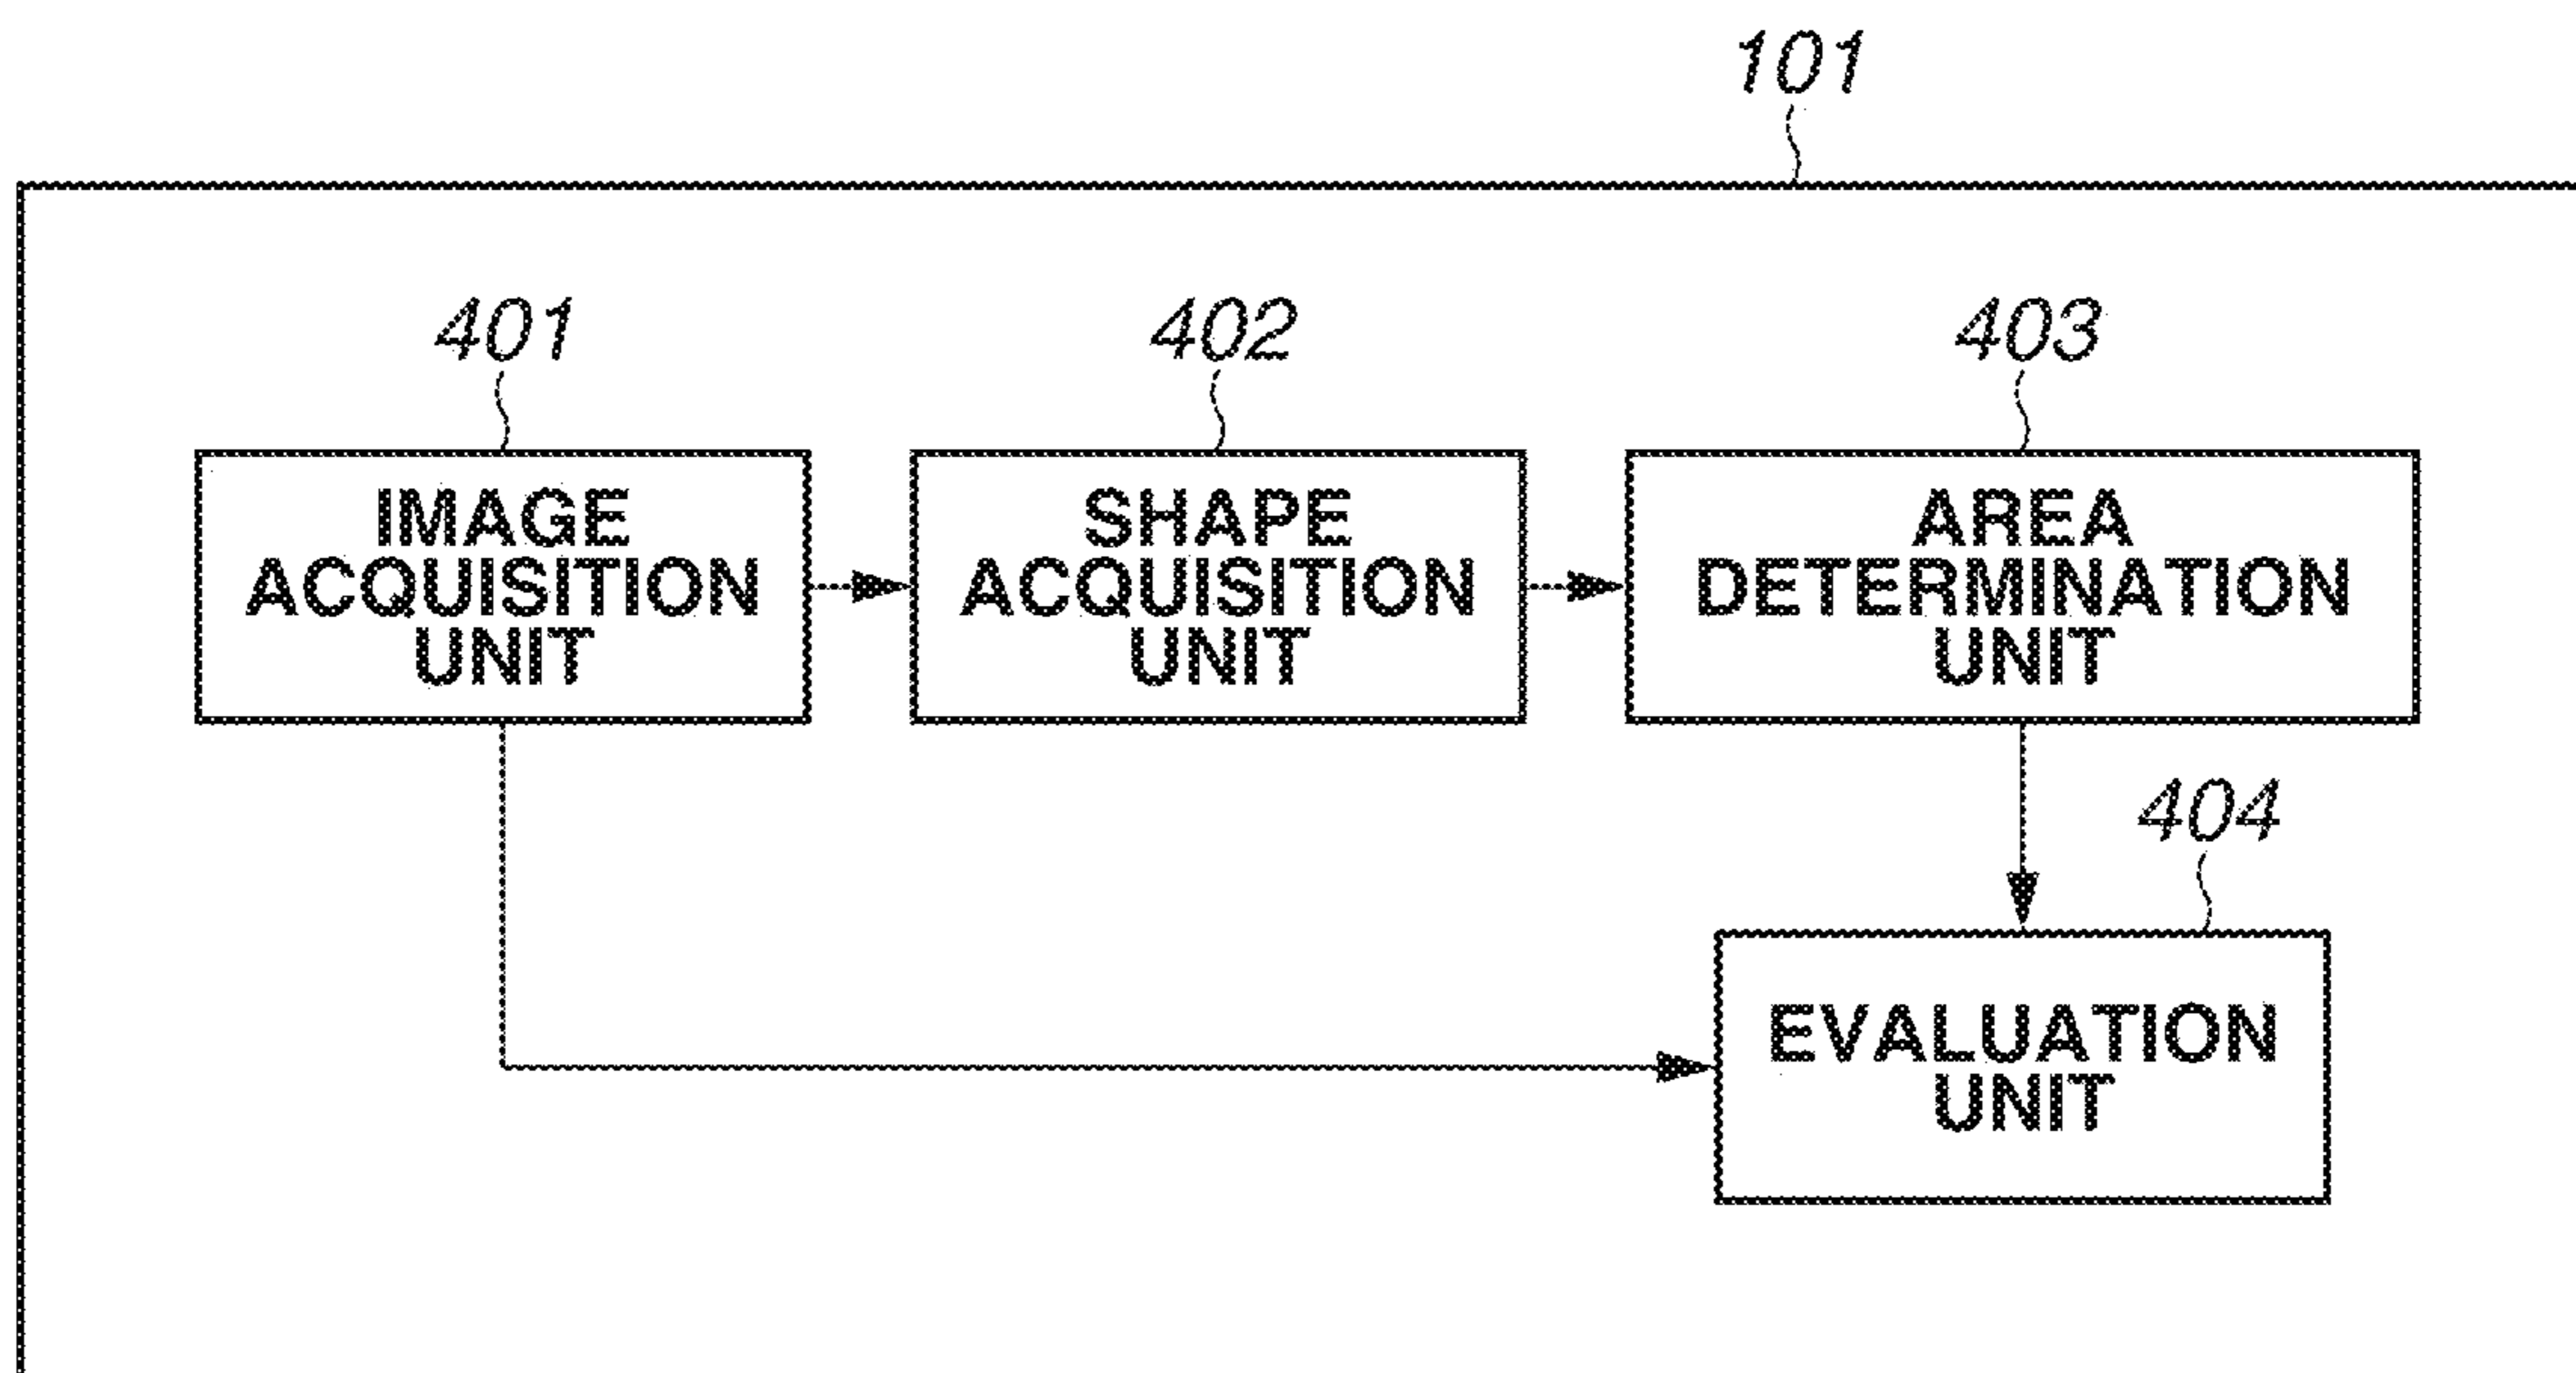 101
401
402
403
IMAGE
ACQUISITION
UNIT
SHAPE
ACQUISITION
UNIT
AREA
DETERMINATION
UNIT
404
EVALUATION
UNIT